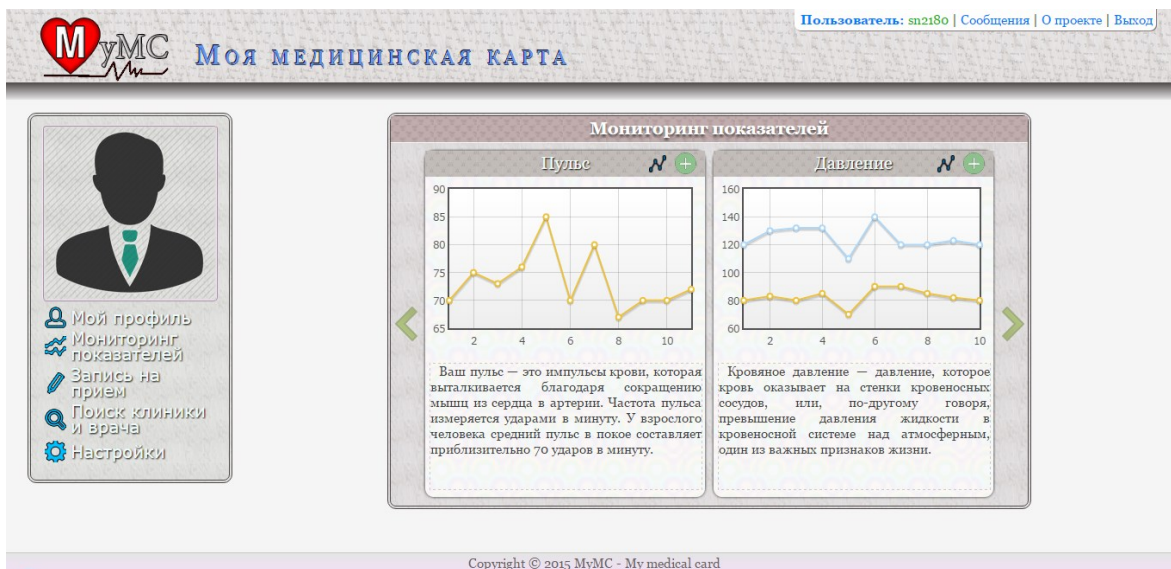 Пользователь: sn2180 | Сообщения | О проекте | Выход
MyMC Моя медицинская карта
Мой профиль
Мониторинг
показателей
Запись на
прием
Поиск клиники
и врача
Настройки
Мониторинг показателей
Пульс
90
85
80
75
70
65
2 4 6 8 10
Ваш пульс — это импульсы крови, которая
выталкивается благодаря сокращению
мышц из сердца в артерии. Частота пульса
измеряется ударами в минуту. У взрослого
человека средний пульс в покое составляет
приблизительно 70 ударов в минуту.
Давление
160
140
120
100
80
60
2 4 6 8 10
Кровяное давление — давление, которое
кровь оказывает на стенки кровеносных
сосудов, или, по-другому говоря,
превышение давления жидкости в
кровеносной системе над атмосферным,
один из важных признаков жизни.
Copyright © 2015 MyMC - My medical card